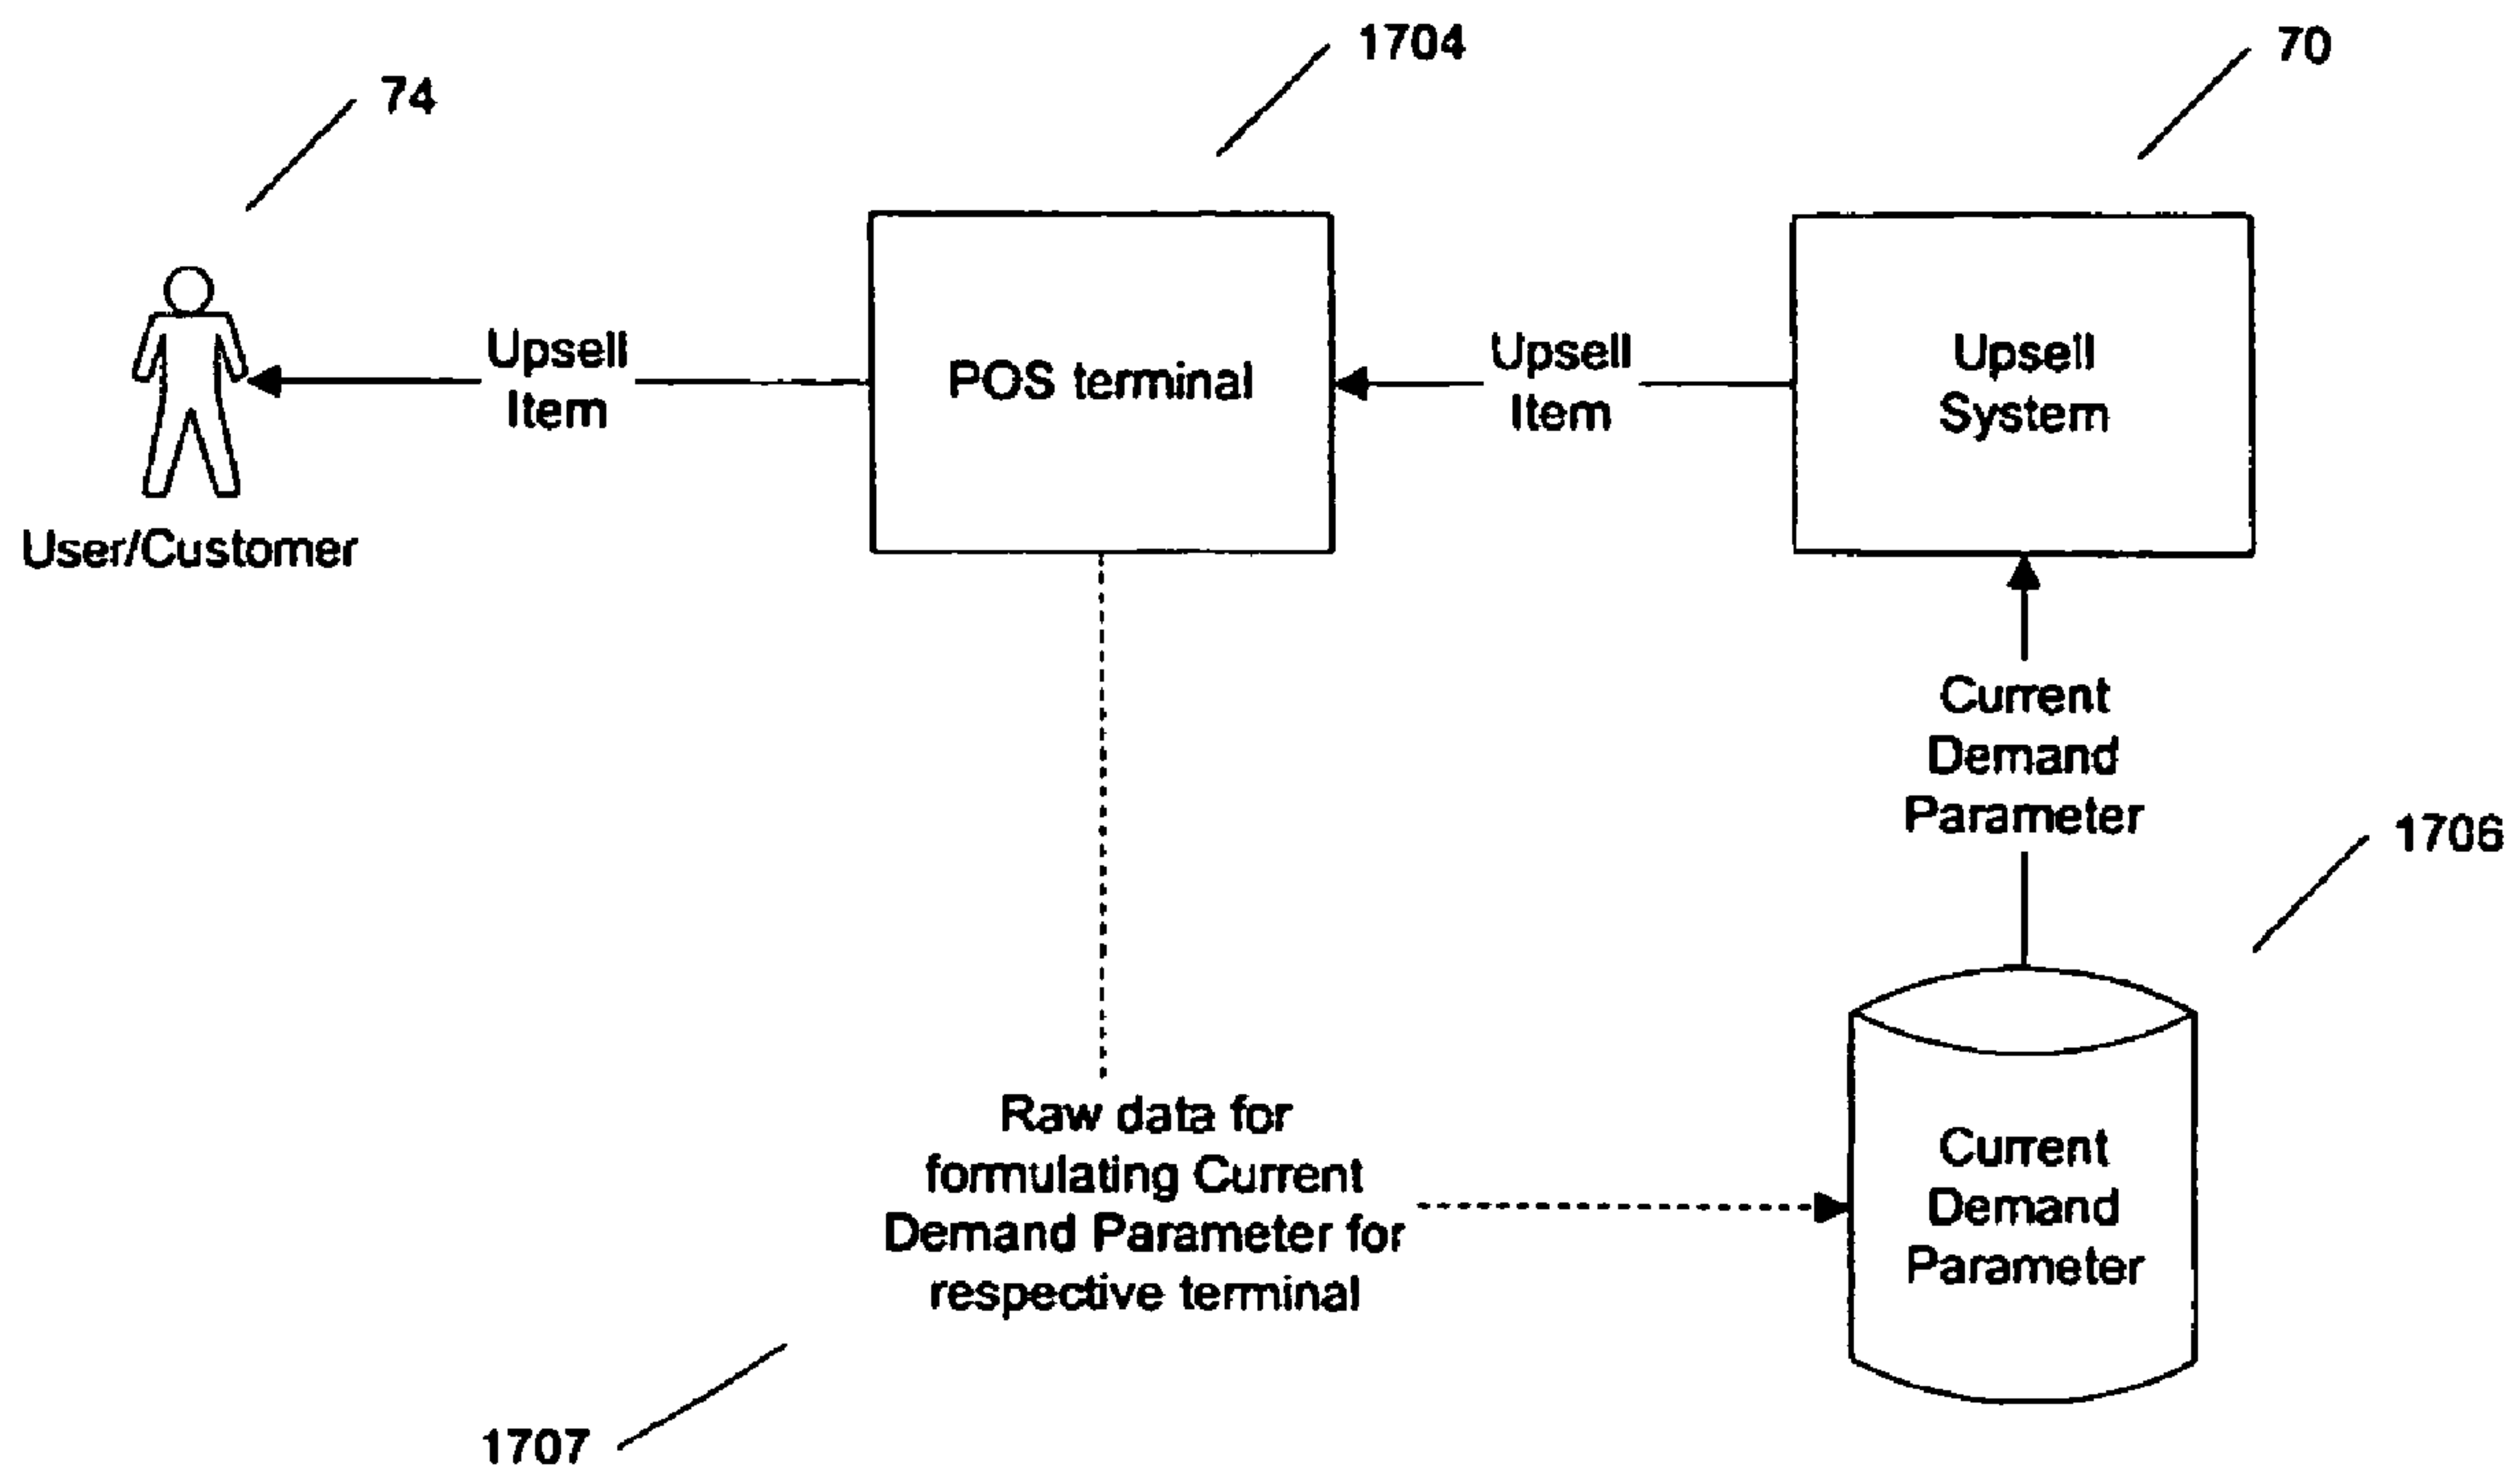 1704
70
74
Upsell
Item
POS terminal
Upsell
Item
Upsell
System
User/Customer
Current
Demand
Parameter
1706
Raw data for
formulating Current
Demand Parameter for
respective terminal
Current
Demand
Parameter
1707